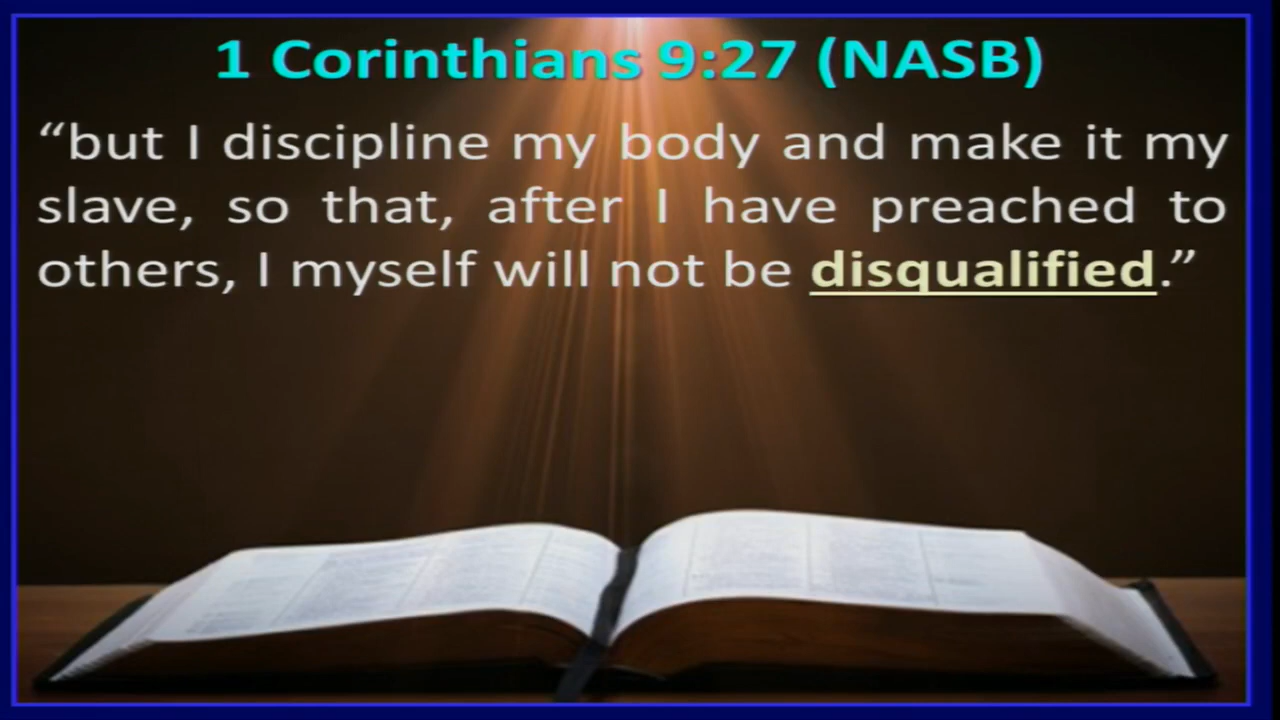 1 Corinthians 9:27 (NASB)
“but I discipline my body and make it my
slave, so that, after I have preached to
others, I myself will not be disqualified.”